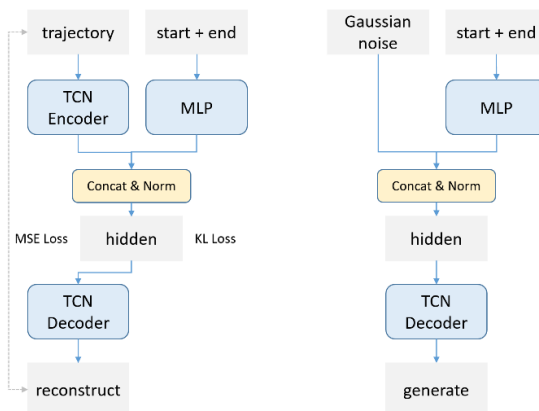 trajectory
start + end
TCN
Encoder
MLP
Concat & Norm
MSE Loss
hidden
KL Loss
TCN
Decoder
reconstruct
Gaussian
noise
start + end
MLP
Concat & Norm
hidden
TCN
Decoder
generate